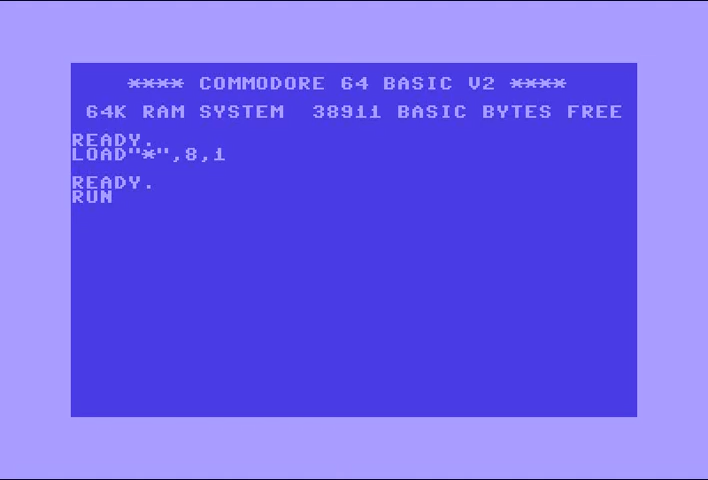 **** COMMODORE 64 BASIC V2 ****
64K RAM SYSTEM  38911 BASIC BYTES FREE
READY.
LOAD"*",8,1
READY.
RUN